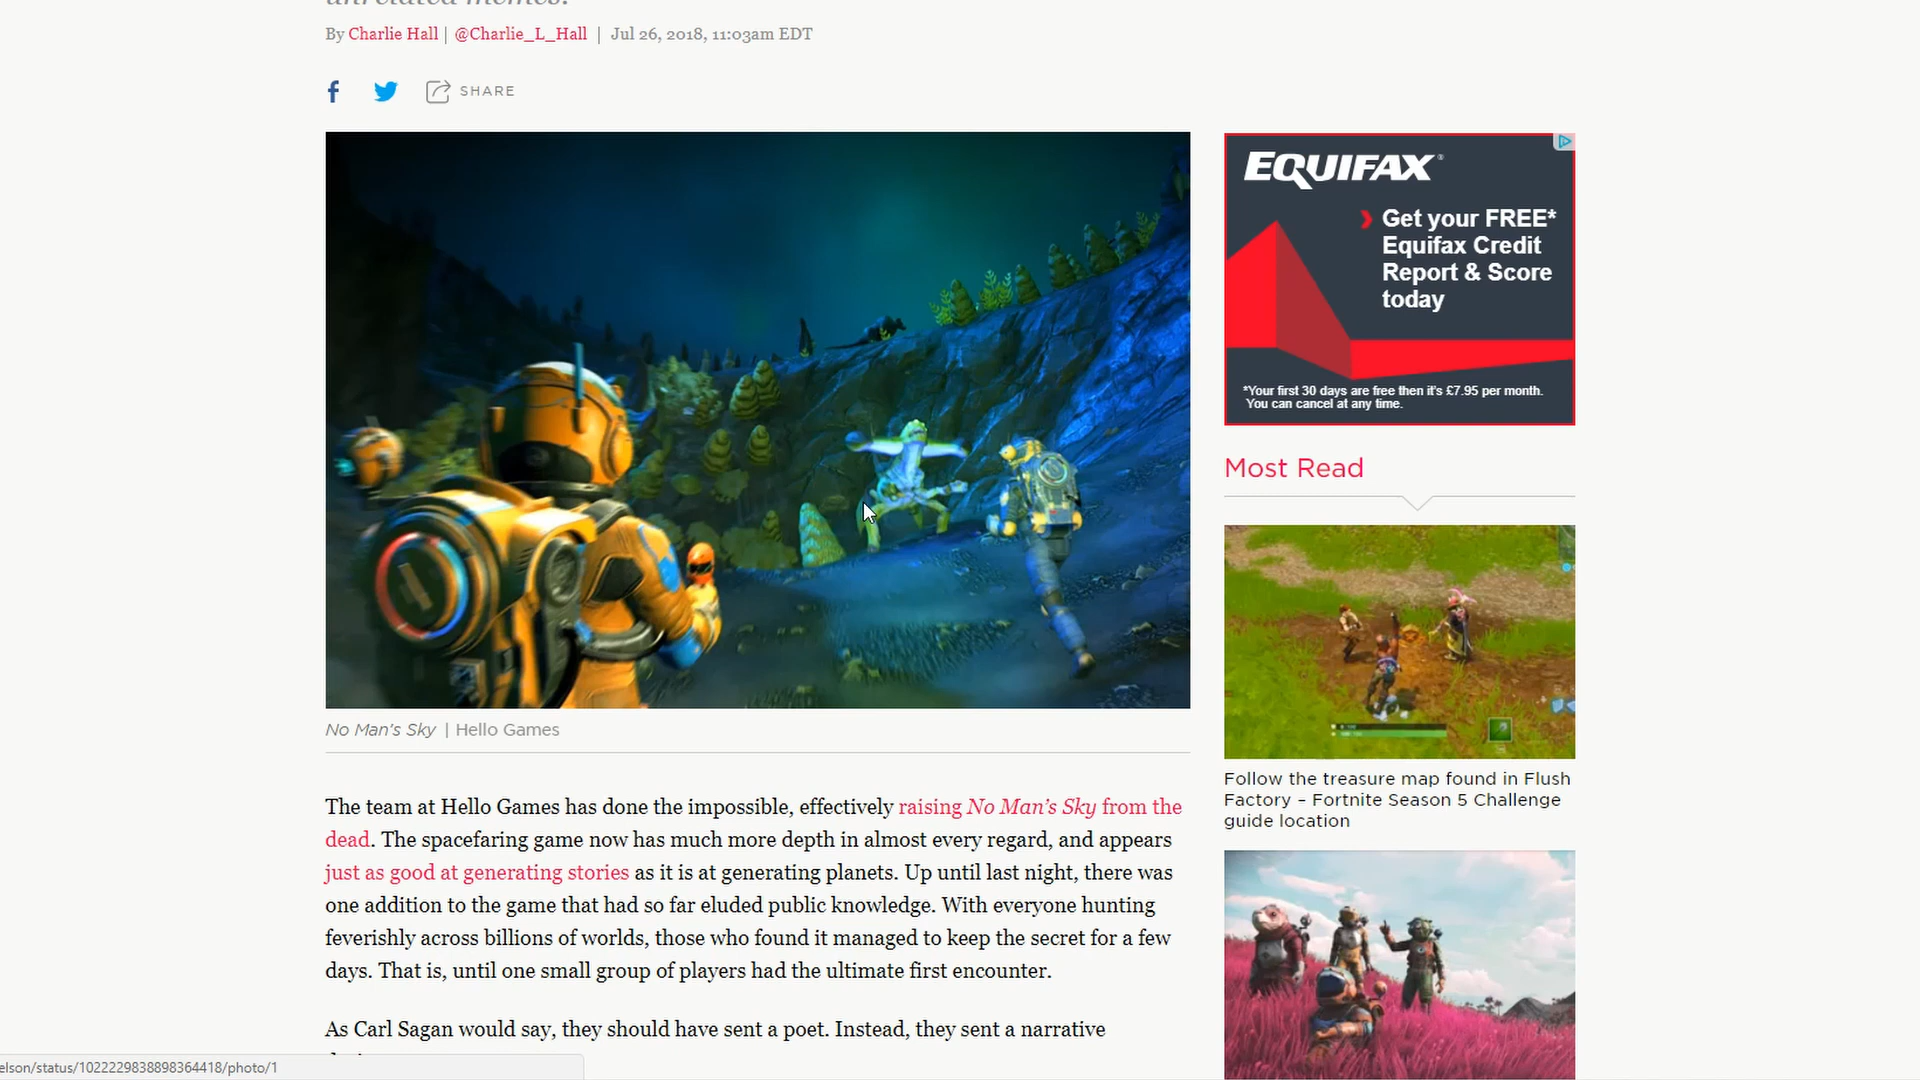 unrelated memes.
By Charlie Hall | @Charlie_L_Hall | Jul 26, 2018, 11:03am EDT
SHARE
EQUIFAX
Get your FREE*
Equifax Credit
Report & Score
today
*Your first 30 days are free then it's £7.95 per month.
You can cancel at any time.
Most Read
No Man's Sky | Hello Games
Follow the treasure map found in Flush
Factory – Fortnite Season 5 Challenge
guide location
The team at Hello Games has done the impossible, effectively raising No Man's Sky from the
dead. The spacefaring game now has much more depth in almost every regard, and appears
just as good at generating stories as it is at generating planets. Up until last night, there was
one addition to the game that had so far eluded public knowledge. With everyone hunting
feverishly across billions of worlds, those who found it managed to keep the secret for a few
days. That is, until one small group of players had the ultimate first encounter.
As Carl Sagan would say, they should have sent a poet. Instead, they sent a narrative
elson/status/1022229838898364418/photo/1